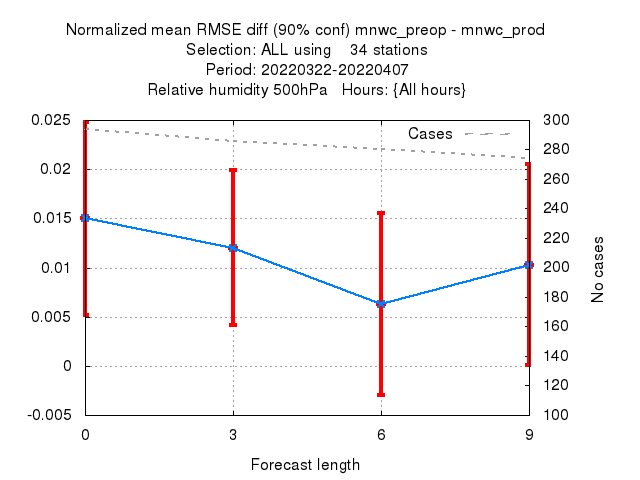 Normalized mean RMSE diff (90% conf) mnwc_preop - mnwc_prod
Selection: ALL using    34 stations
Period: 20220322-20220407
Relative humidity 500hPa   Hours: {All hours}
Cases
0.025
0.02
0.015
0.01
0.005
0
-0.005
300
280
260
240
220
200
180
160
140
120
100
No cases
0 3 6 9
Forecast length